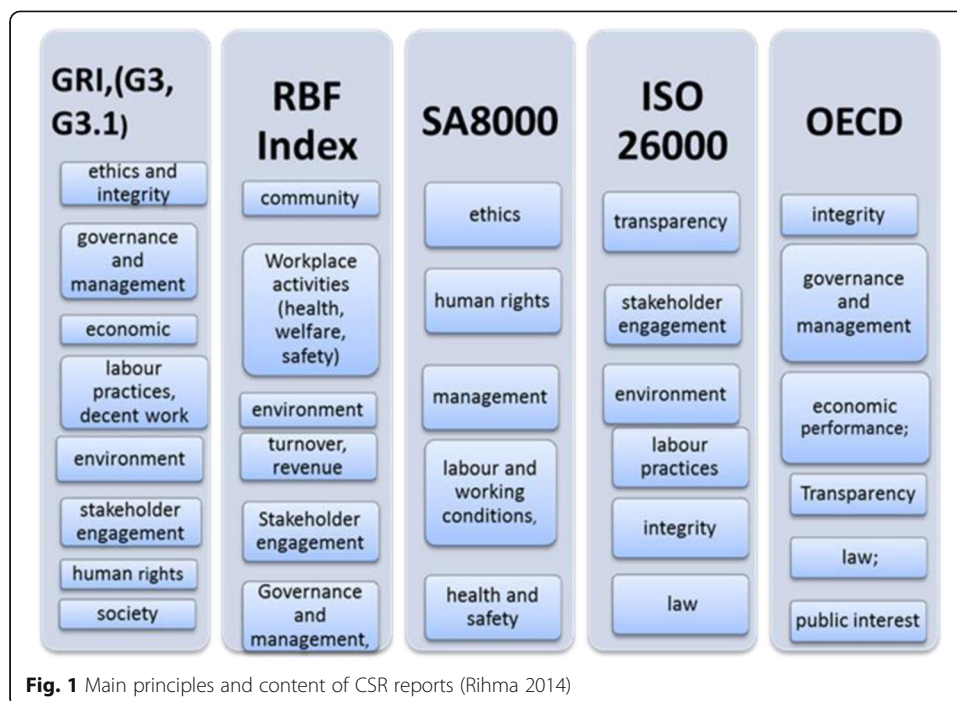 GRI,(G3,
G3.1)
ethics and
integrity
governance
and
management
economic
labour
practices,
decent work
environment
stakeholder
engagement
human rights
society
RBF
Index
community
Workplace
activities
(health,
welfare,
safety)
environment
turnover,
revenue
Stakeholder
engagement
Governance
and
management,
SA8000
ethics
human rights
management
labour and
working
conditions,
health and
safety
ISO
26000
transparency
stakeholder
engagement
environment
labour
practices
integrity
law
OECD
integrity
governance
and
management
economic
performance;
Transparency
law;
public interest
Fig. 1 Main principles and content of CSR reports (Rihma 2014)